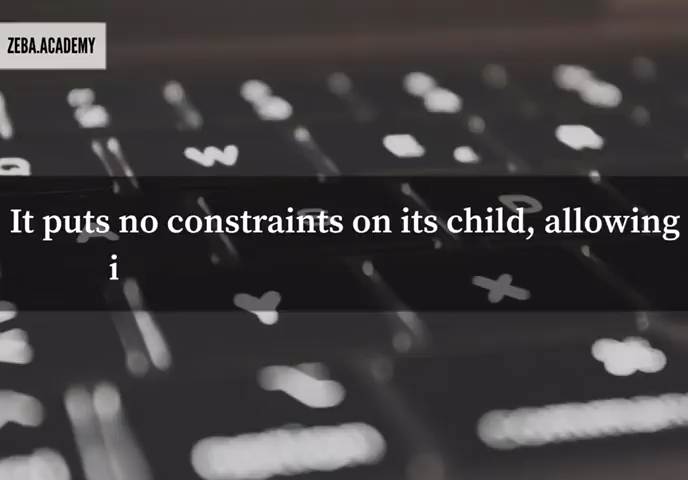 ZEBA.ACADEMY
W
It puts no constraints on its child, allowing
i